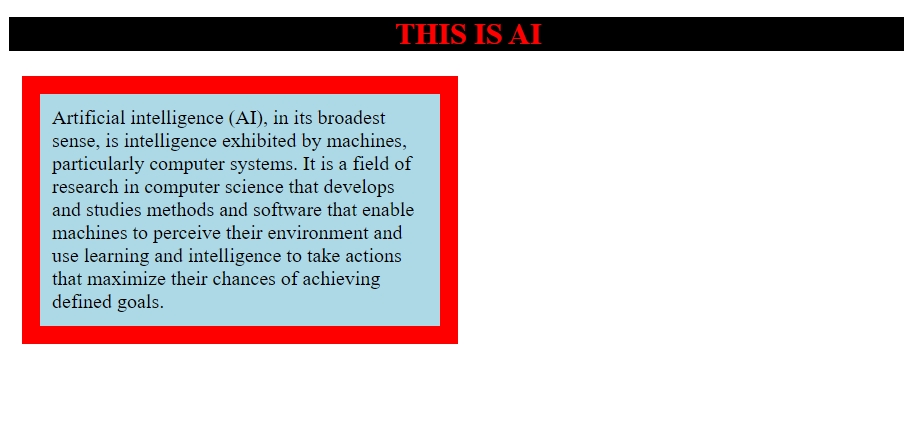 THIS IS AI
Artificial intelligence (AI), in its broadest
sense, is intelligence exhibited by machines,
particularly computer systems. It is a field of
research in computer science that develops
and studies methods and software that enable
machines to perceive their environment and
use learning and intelligence to take actions
that maximize their chances of achieving
defined goals.